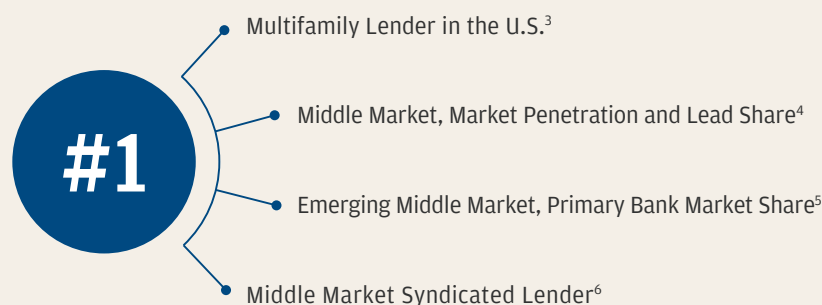 Multifamily Lender in the U.S.³
#1
Middle Market, Market Penetration and Lead Share⁴
Emerging Middle Market, Primary Bank Market Share⁵
Middle Market Syndicated Lender⁶